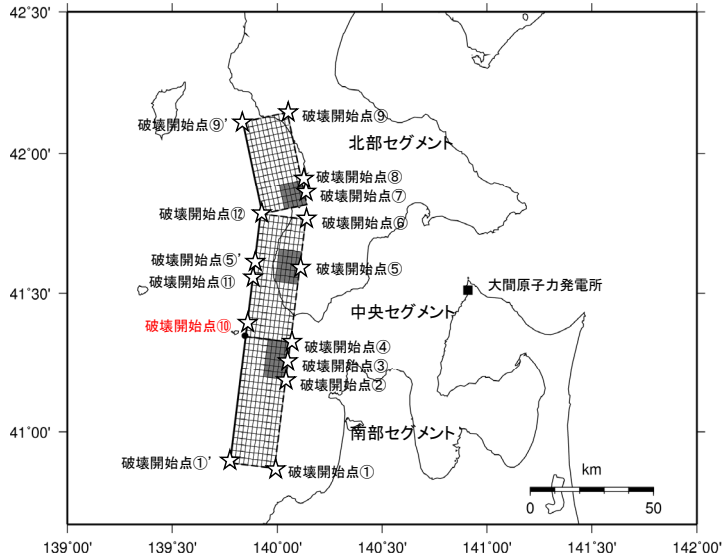 42°30'
破壊開始点⑨'
破壊開始点⑨
北部セグメント
42°00'
破壊開始点⑧
破壊開始点⑦
破壊開始点⑫
破壊開始点⑥
破壊開始点⑤'
破壊開始点⑤
破壊開始点⑪
大間原子力発電所
41°30'
中央セグメント
破壊開始点⑩
破壊開始点④
破壊開始点③
破壊開始点②
41°00'
南部セグメント
破壊開始点①'
破壊開始点①
km
0 50
139°00' 139°30' 140°00' 140°30' 141°00' 141°30' 142°00'